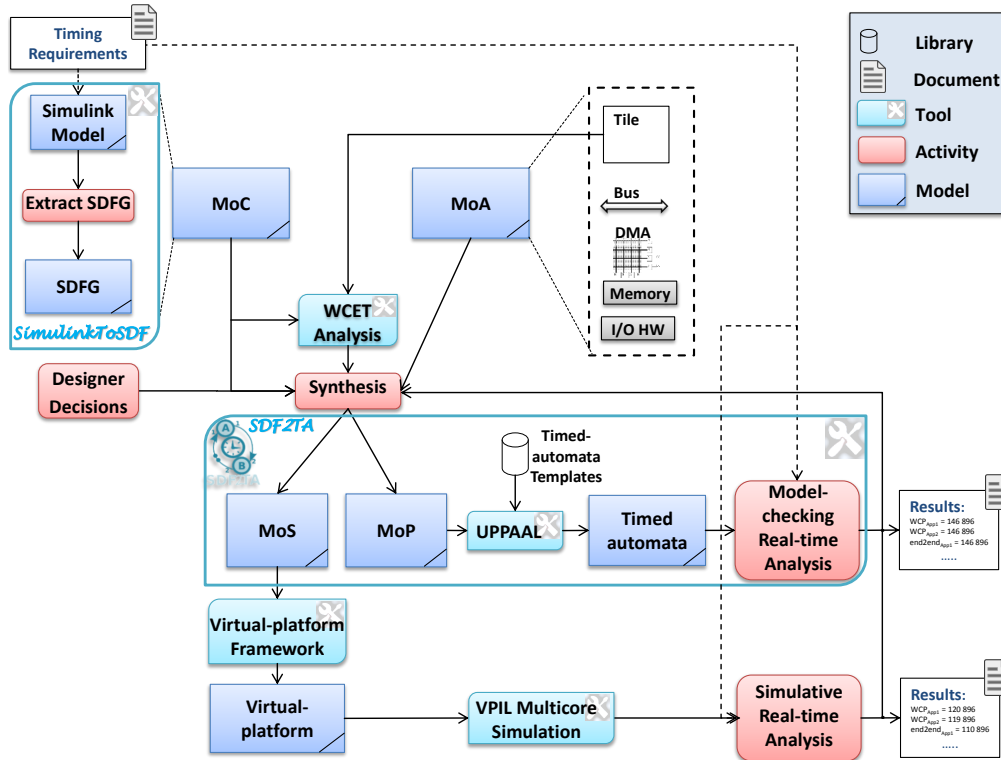 Timing
Requirements
Simulink
Model
Extract SDFG
SDFG
SimulinkToSDF
MoC
MoA
Tile
Bus
DMA
Memory
I/O HW
Library
Document
Tool
Activity
Model
WCET
Analysis
Designer
Decisions
Synthesis
SDF2TA
A
B
SDF2TA
Timed-
automata
Templates
MoS
MoP
UPPAAL
Timed
automata
Model-
checking
Real-time
Analysis
Results:
WCP App1 = 146 896
WCP App2 = 146 896
end2end App1 = 146 896
.....
Virtual-platform
Framework
Virtual-
platform
VPIL Multicore
Simulation
Simulative
Real-time
Analysis
Results:
WCP App1 = 120 896
WCP App2 = 119 896
end2end App1 = 110 896
.....